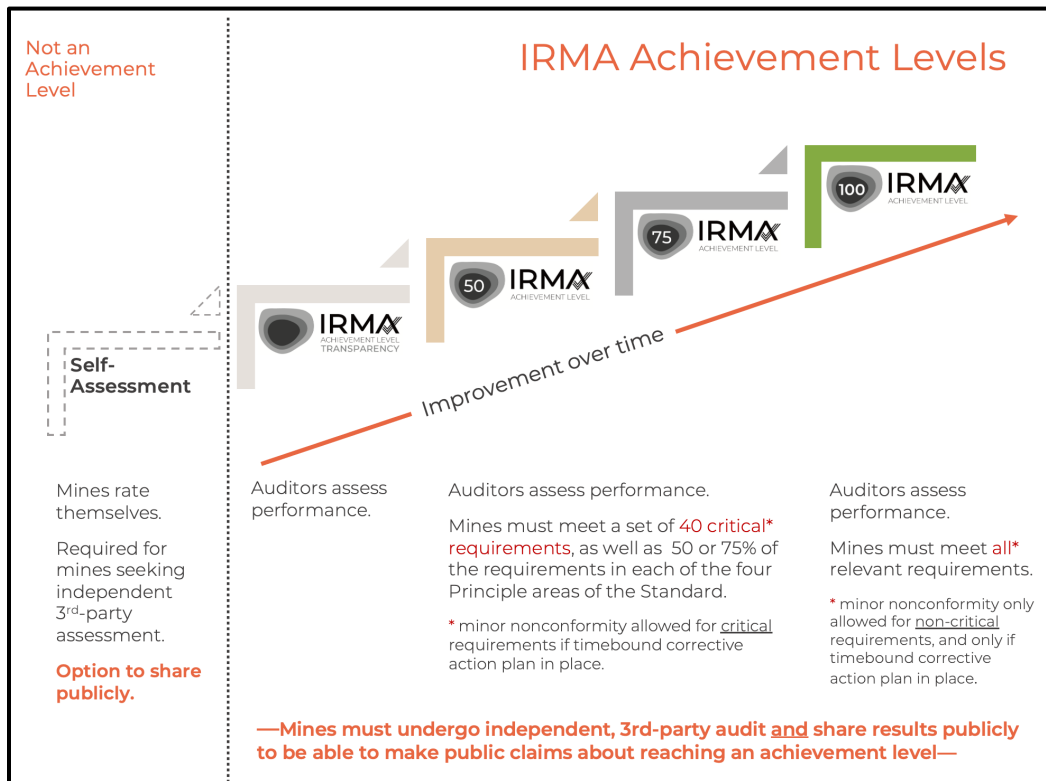 Not an
Achievement
Level
IRMA Achievement Levels
Self-
Assessment
IRMA
ACHIEVEMENT LEVEL
TRANSPARENCY
50
IRMA
ACHIEVEMENT LEVEL
75
IRMA
ACHIEVEMENT LEVEL
100
IRMA
ACHIEVEMENT LEVEL
Improvement over time
Mines rate
themselves.
Required for
mines seeking
independent
3rd-party
assessment.
Option to share
publicly.
Auditors assess
performance.
Auditors assess performance.
Mines must meet a set of 40 critical*
requirements, as well as 50 or 75% of
the requirements in each of the four
Principle areas of the Standard.
* minor nonconformity allowed for critical
requirements if timebound corrective
action plan in place.
Auditors assess
performance.
Mines must meet all*
relevant requirements.
* minor nonconformity only
allowed for non-critical
requirements, and only if
timebound corrective
action plan in place.
—Mines must undergo independent, 3rd-party audit and share results publicly
to be able to make public claims about reaching an achievement level—